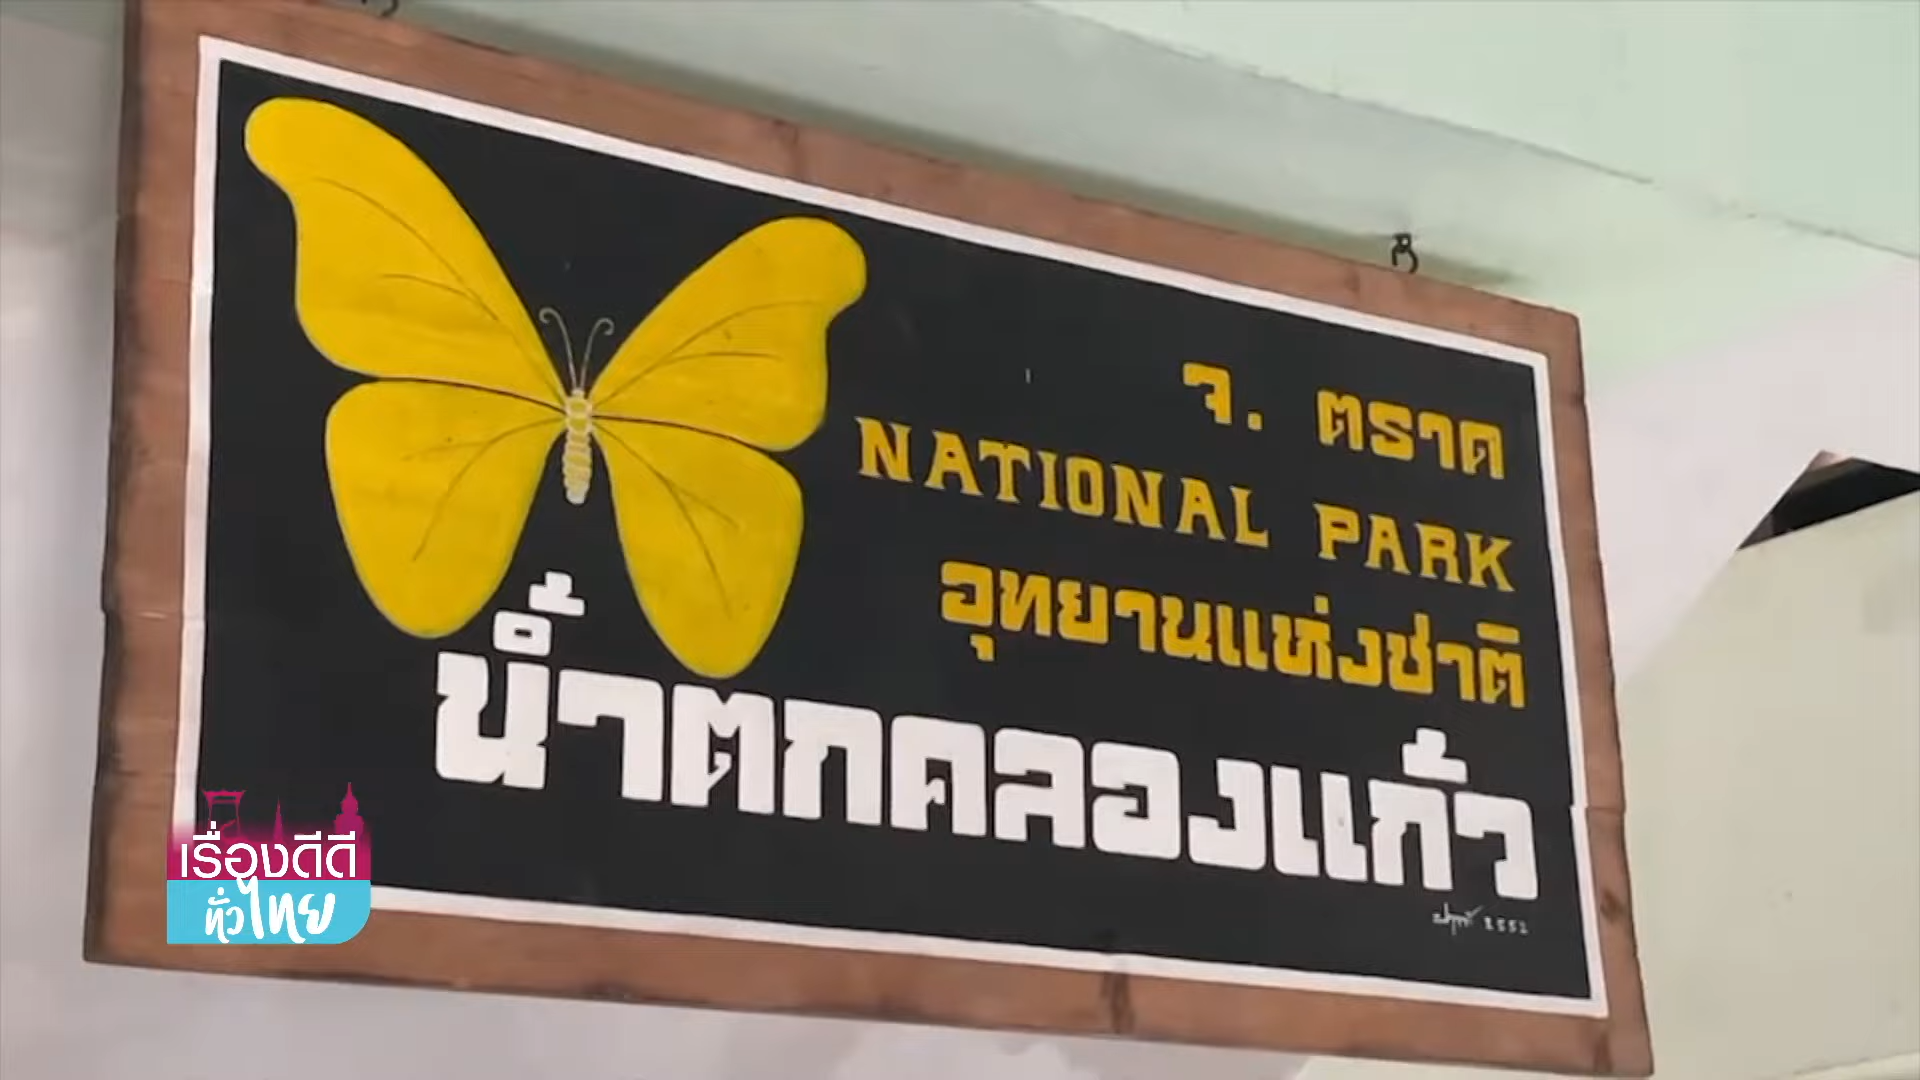 จ. ตราด
NATIONAL PARK
อุทยานแห่งชาติ
น้ำตกคลองแก้ว
2552
เรื่องดีดี
ทั่วไทย